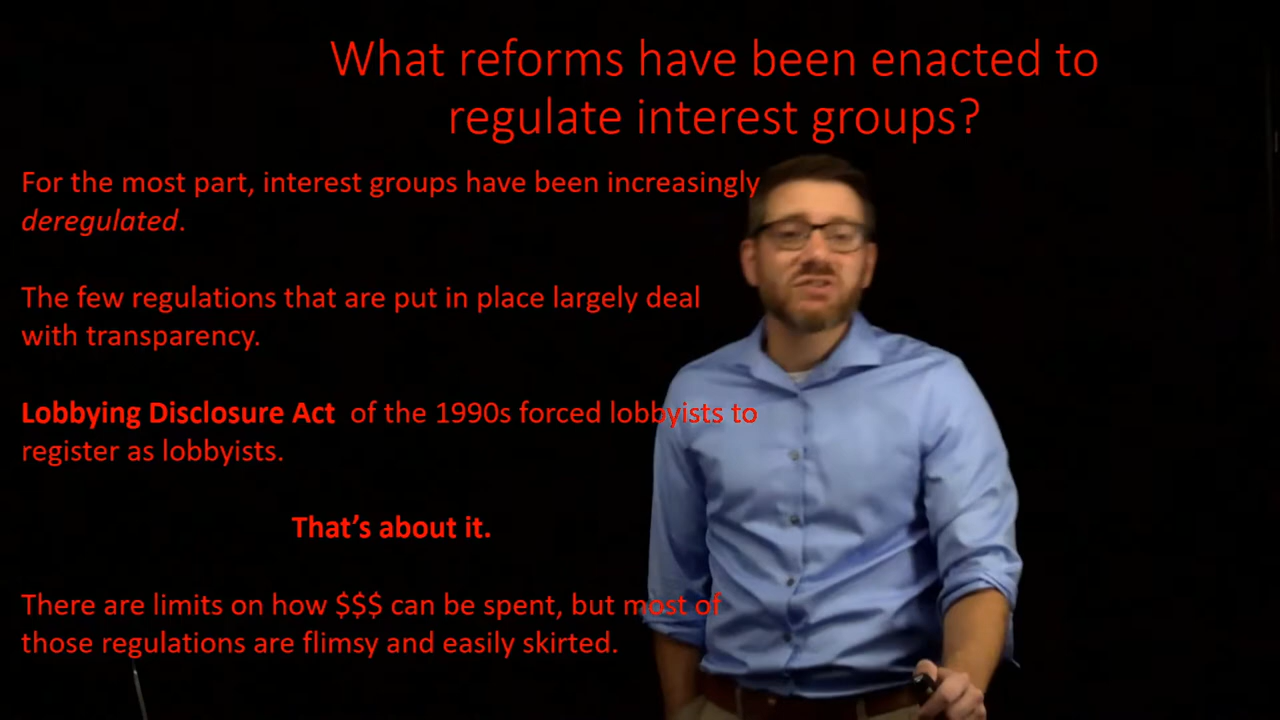 What reforms have been enacted to
regulate interest groups?
For the most part, interest groups have been increasingly
deregulated.
The few regulations that are put in place largely deal
with transparency.
Lobbying Disclosure Act of the 1990s forced lobbyists to
register as lobbyists.
That's about it.
There are limits on how $$$ can be spent, but most of
those regulations are flimsy and easily skirted.